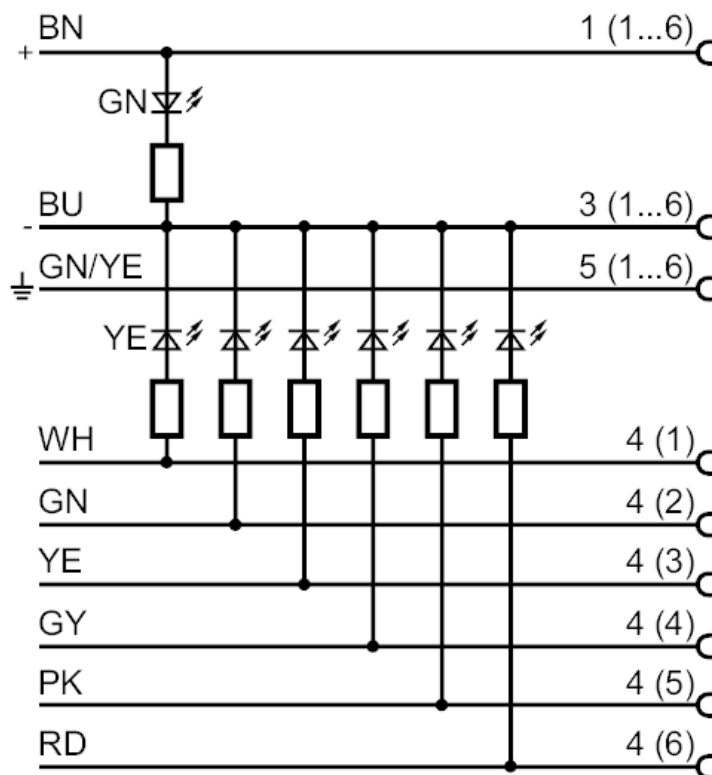 BN 1 (1...6)
+
GN
BU 3 (1...6)
-
GN/YE 5 (1...6)
YE
WH 4 (1)
GN 4 (2)
YE 4 (3)
GY 4 (4)
PK 4 (5)
RD 4 (6)